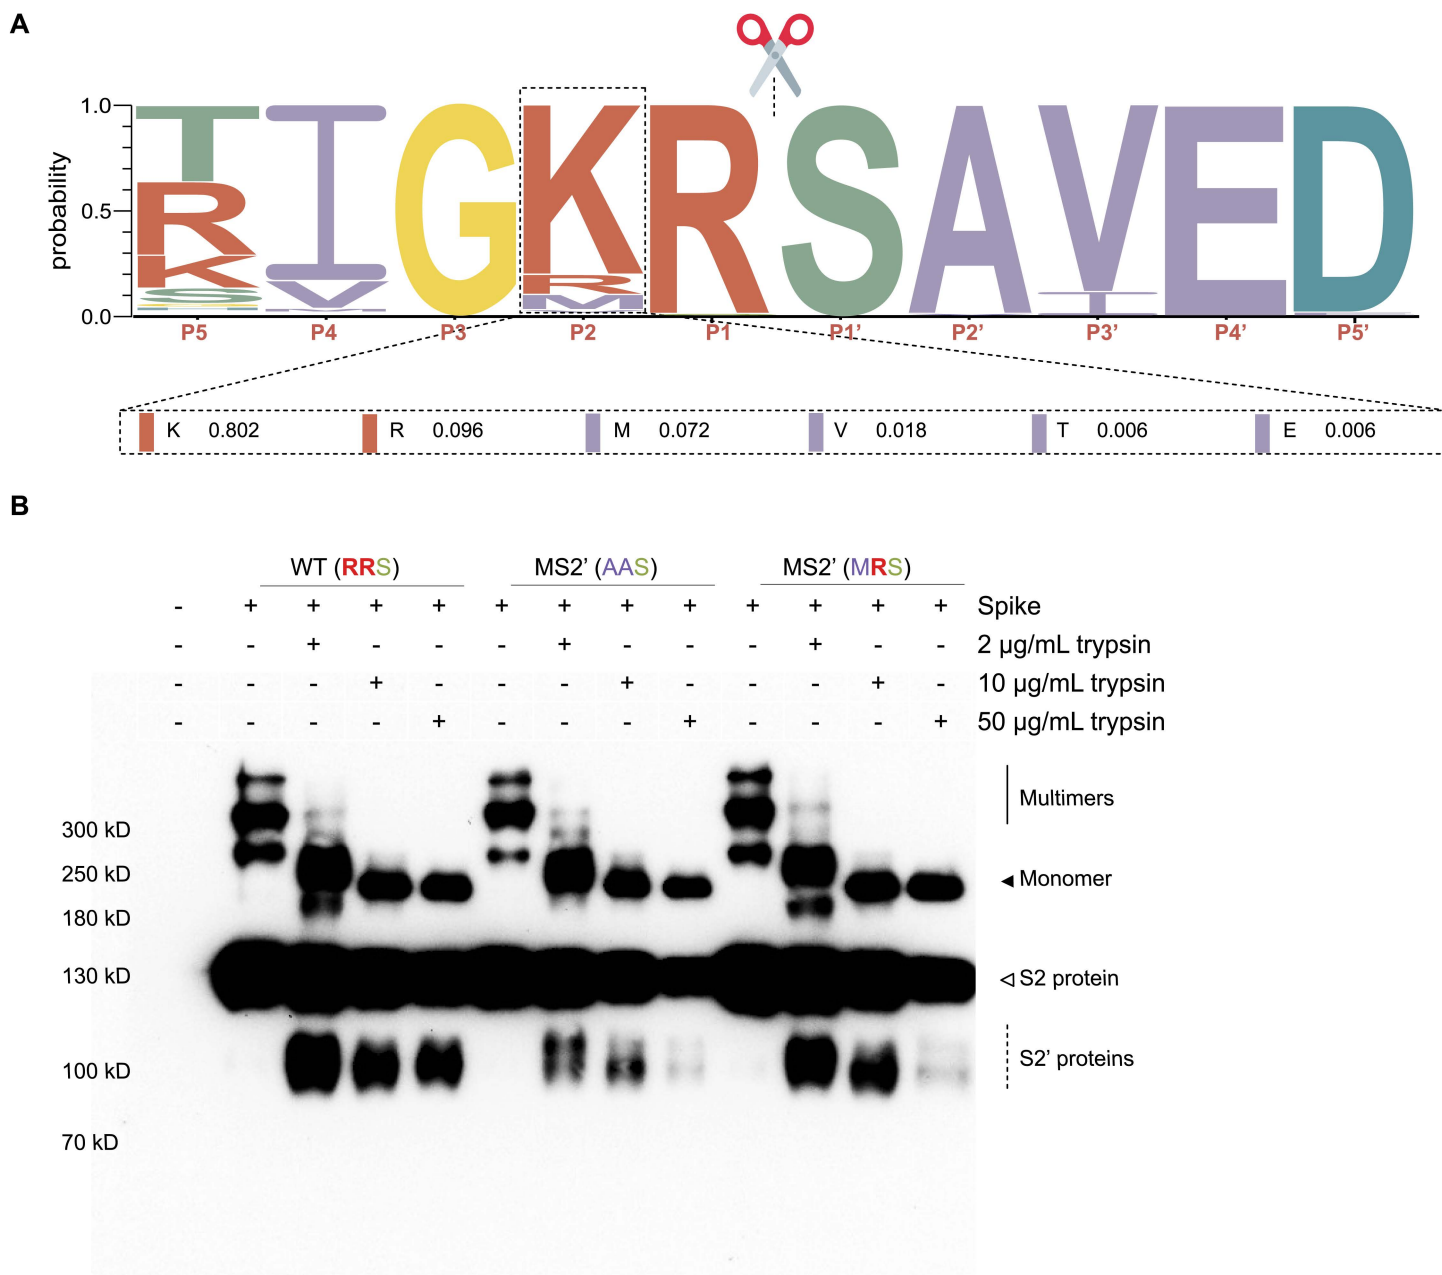 A
1.0
0.5
0.0
probability
TIGKRSAVED
R V R I
K M
S
P5 P4 P3 P2 P1 P1’ P2’ P3’ P4’ P5’
K 0.802 R 0.096 M 0.072 V 0.018 T 0.006 E 0.006
B
WT (RRS) MS2’ (AAS) MS2’ (MRS)
- + + + + + + + + + + + + Spike
- - + - - - + - - - + - - 2 µg/mL trypsin
- - - + - - - + - - - + - 10 µg/mL trypsin
- - - - + - - - + - - - + 50 µg/mL trypsin
Multimers
300 kD
250 kD
Monomer
180 kD
130 kD
S2 protein
S2’ proteins
100 kD
70 kD